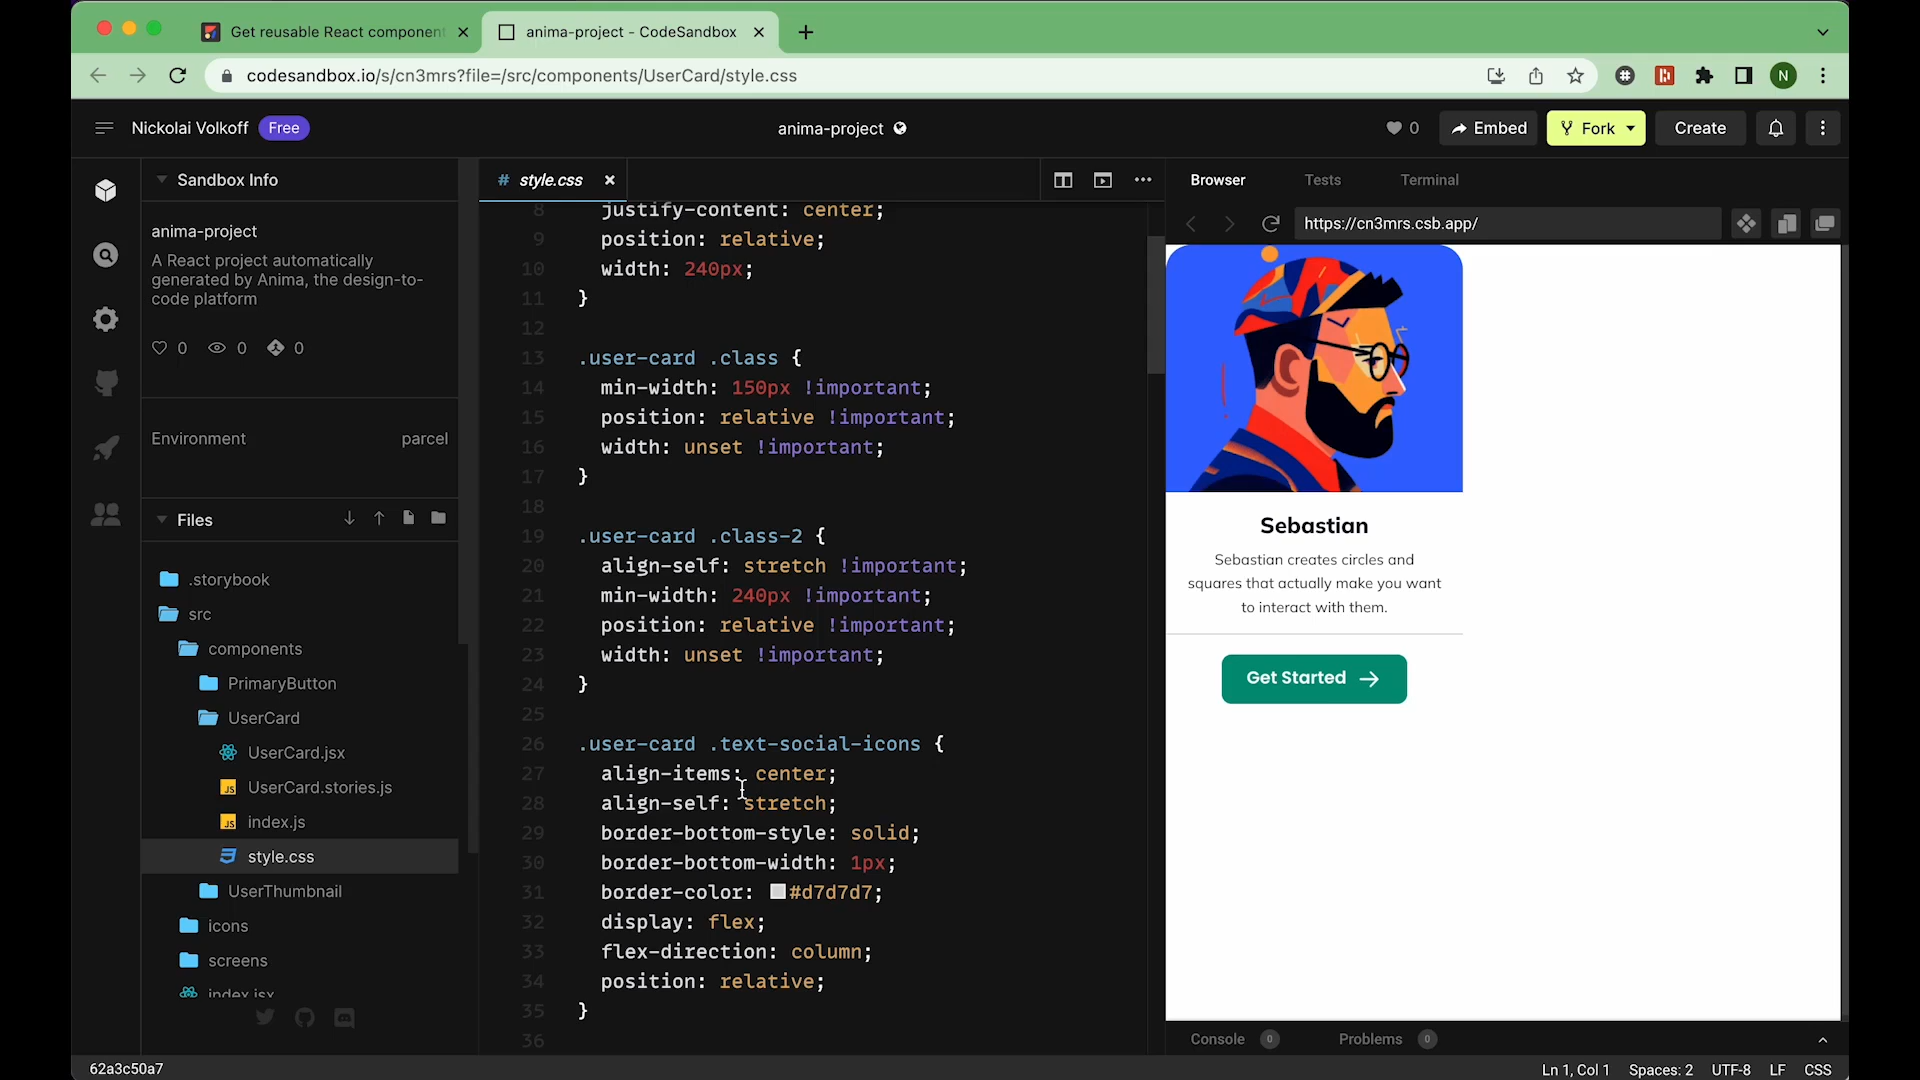 Get reusable React component
anima-project - CodeSandbox
codesandbox.io/s/cn3mrs?file=/src/components/UserCard/style.css
N
Nickolai Volkoff
Free
anima-project
0
Embed
Fork
Create
Sandbox Info
anima-project
A React project automatically
generated by Anima, the design-to-
code platform
0
0
0
Environment
parcel
Files
.storybook
src
components
PrimaryButton
UserCard
UserCard.jsx
JS
UserCard.stories.js
JS
index.js
style.css
UserThumbnail
icons
screens
index.jsx
# style.css
8 justify-content: center;
9 position: relative;
10 width: 240px;
11 }
12
13 .user-card .class {
14 min-width: 150px !important;
15 position: relative !important;
16 width: unset !important;
17 }
18
19 .user-card .class-2 {
20 align-self: stretch !important;
21 min-width: 240px !important;
22 position: relative !important;
23 width: unset !important;
24 }
25
26 .user-card .text-social-icons {
27 align-items: center;
28 align-self: stretch;
29 border-bottom-style: solid;
30 border-bottom-width: 1px;
31 border-color: #d7d7d7;
32 display: flex;
33 flex-direction: column;
34 position: relative;
35 }
36
Browser
Tests
Terminal
https://cn3mrs.csb.app/
Sebastian
Sebastian creates circles and
squares that actually make you want
to interact with them.
Get Started
Console 0
Problems 0
62a3c50a7
Ln 1, Col 1
Spaces: 2
UTF-8
LF
CSS